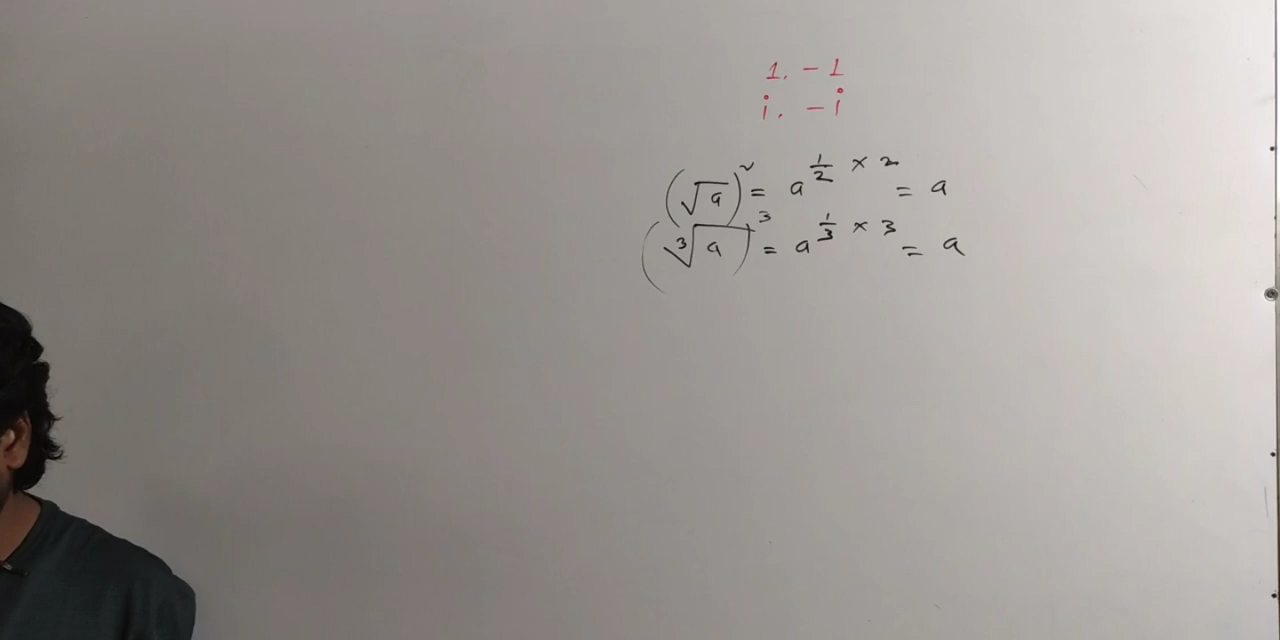 1. -1
i. -i
(√a)^2 = a^{1/2 × 2} = a
(∛a)^3 = a^{1/3 × 3} = a